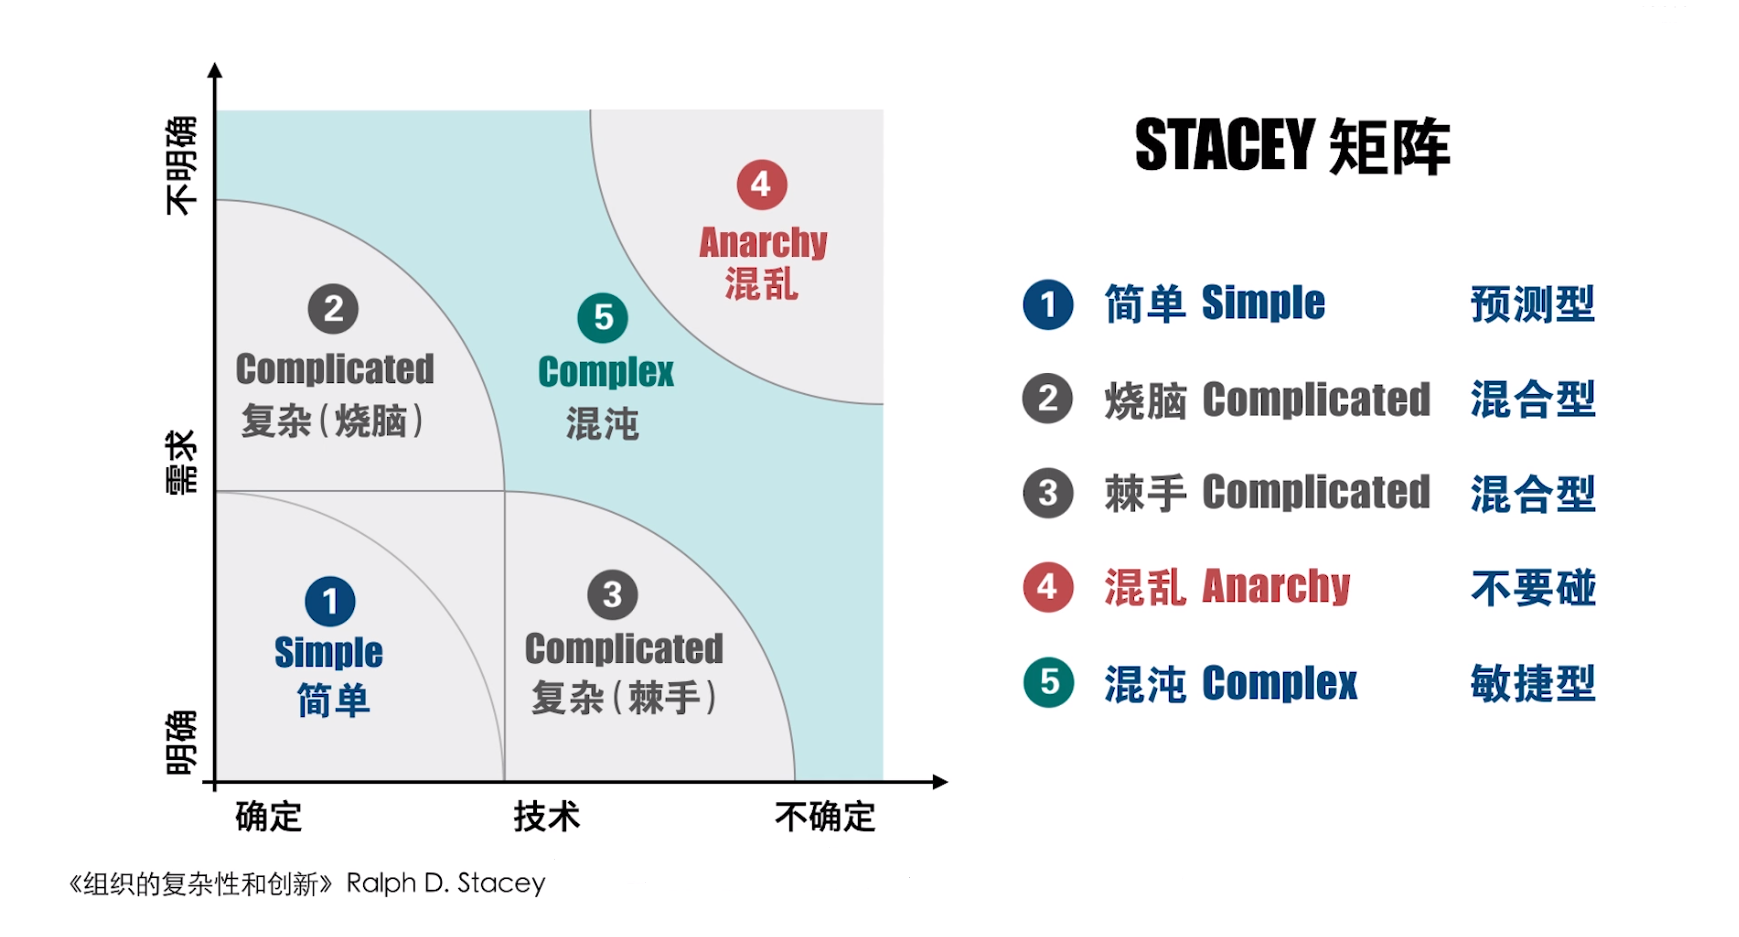 STACEY 矩阵
不明确
需求
明确
2
Complicated
复杂(烧脑)
5
Complex
混沌
4
Anarchy
混乱
1
Simple
简单
3
Complicated
复杂(棘手)
确定
技术
不确定
1 简单 Simple 预测型
2 烧脑 Complicated 混合型
3 棘手 Complicated 混合型
4 混乱 Anarchy 不要碰
5 混沌 Complex 敏捷型
《组织的复杂性和创新》 Ralph D. Stacey